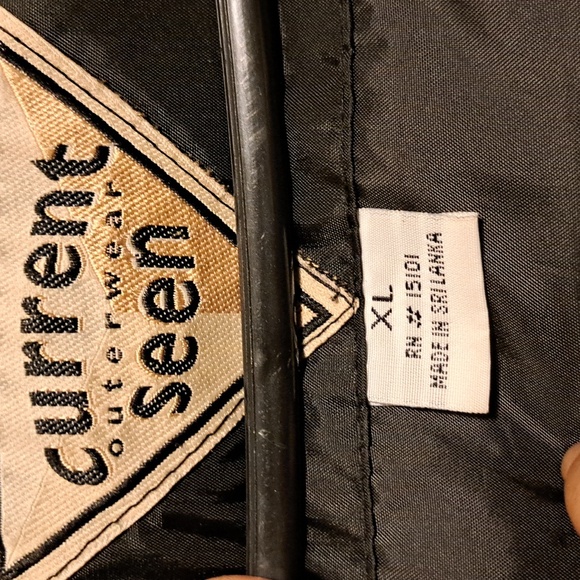 current
outerwear
seen
XL
RN # 15101
MADE IN SRI LANKA